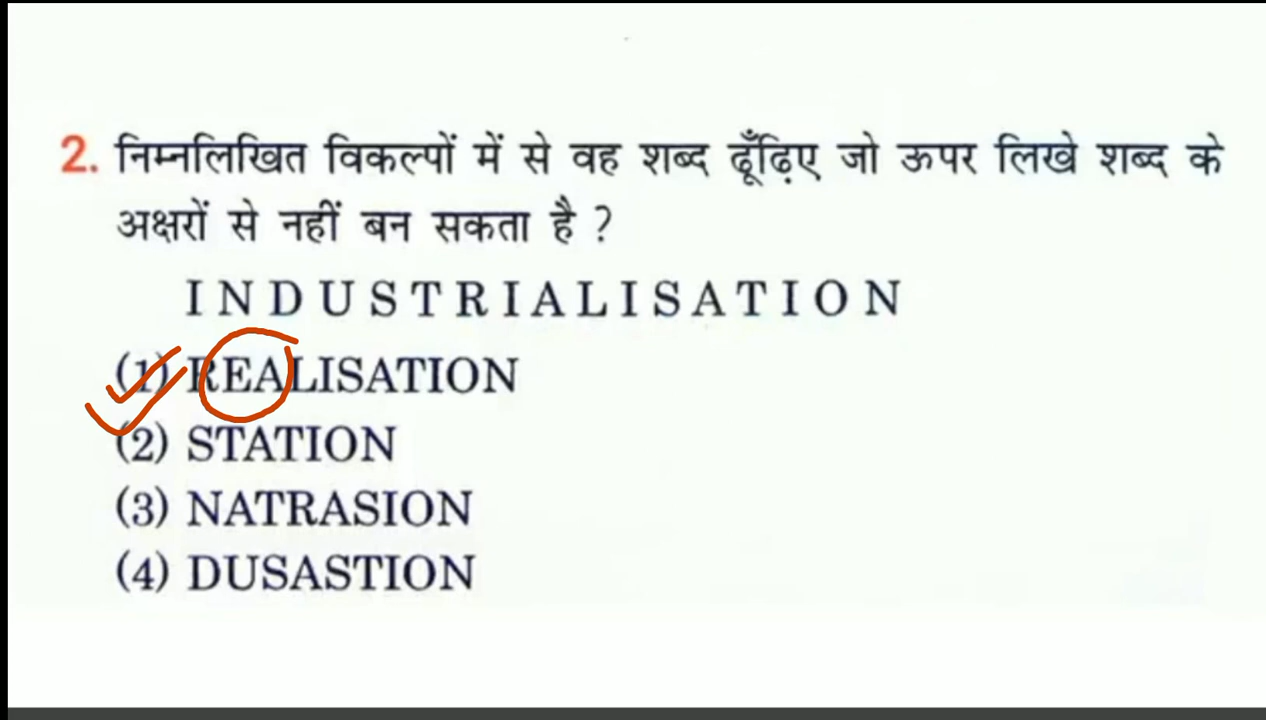 2. निम्नलिखित विकल्पों में से वह शब्द ढूँढ़िए जो ऊपर लिखे शब्द के
अक्षरों से नहीं बन सकता है ?
I N D U S T R I A L I S A T I O N
(1) REALISATION
(2) STATION
(3) NATRASION
(4) DUSASTION